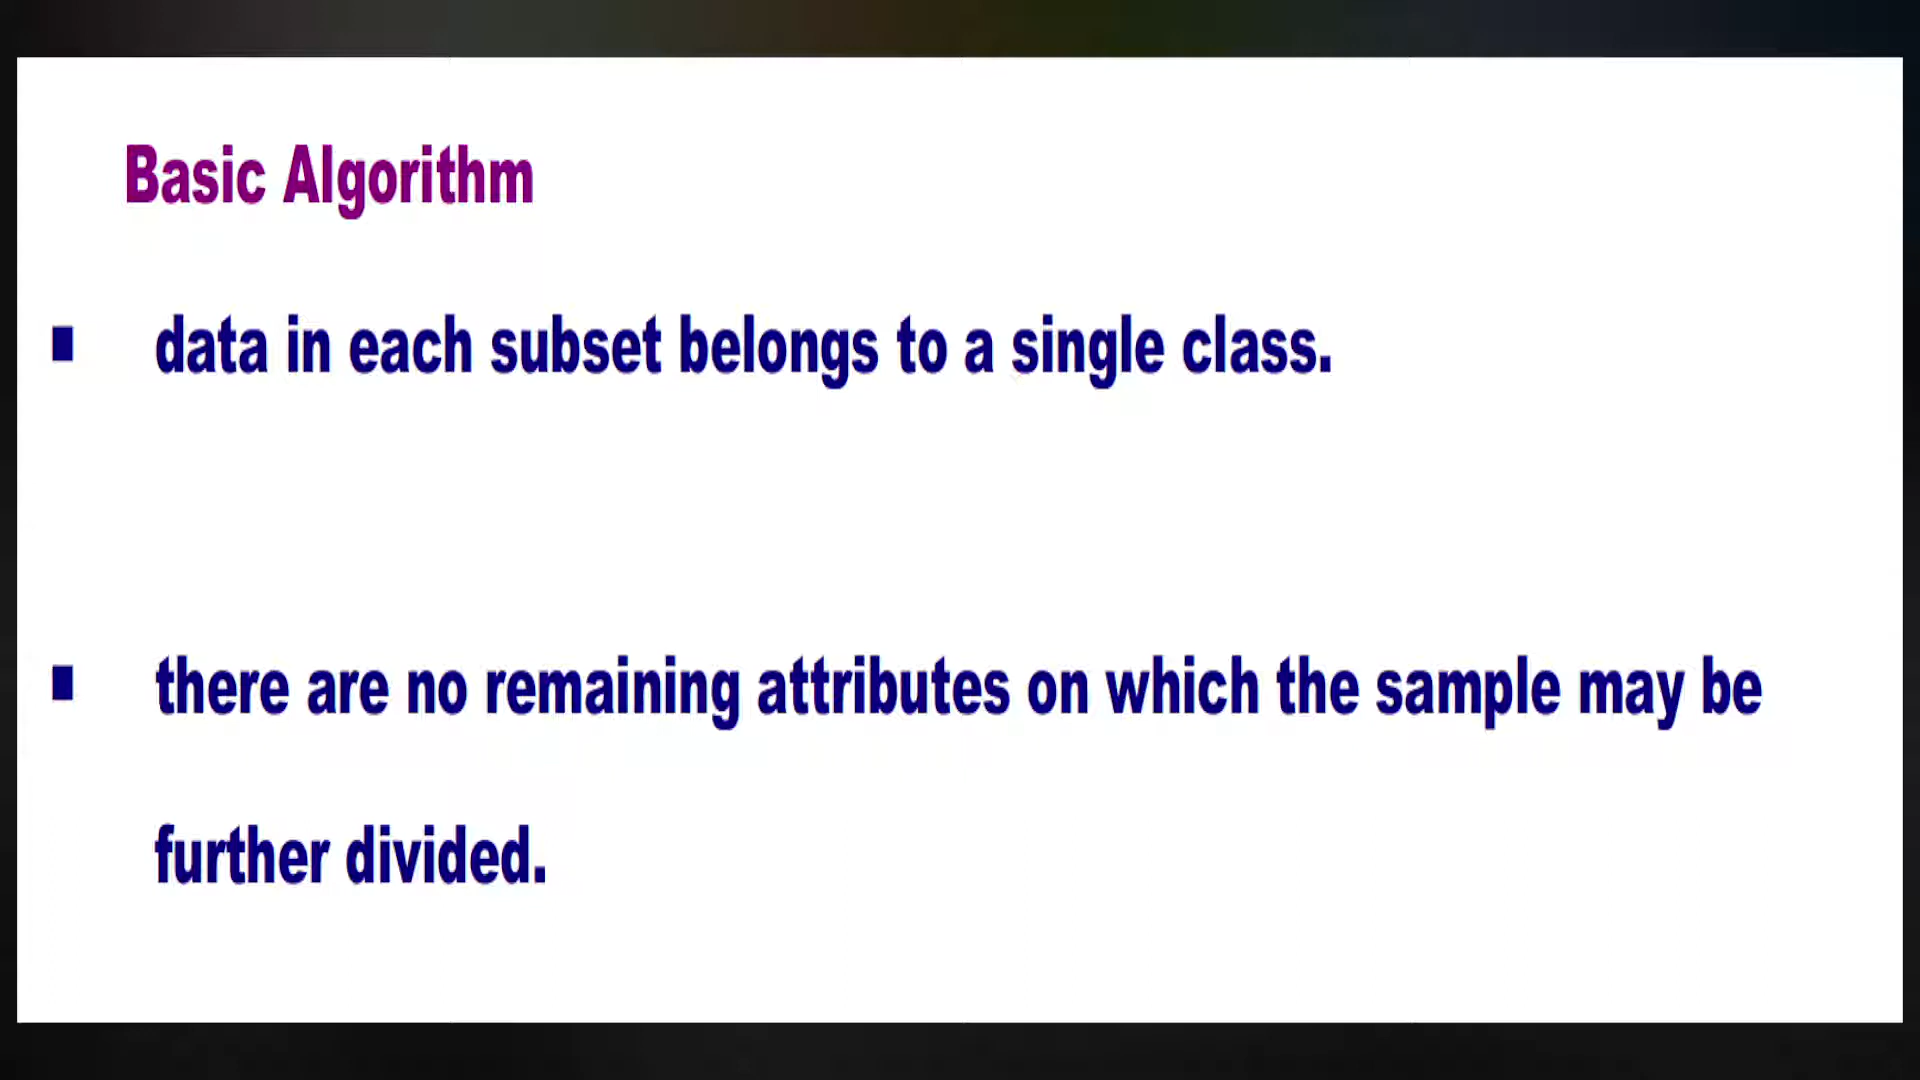 Basic Algorithm
▪ data in each subset belongs to a single class.
▪ there are no remaining attributes on which the sample may be
further divided.